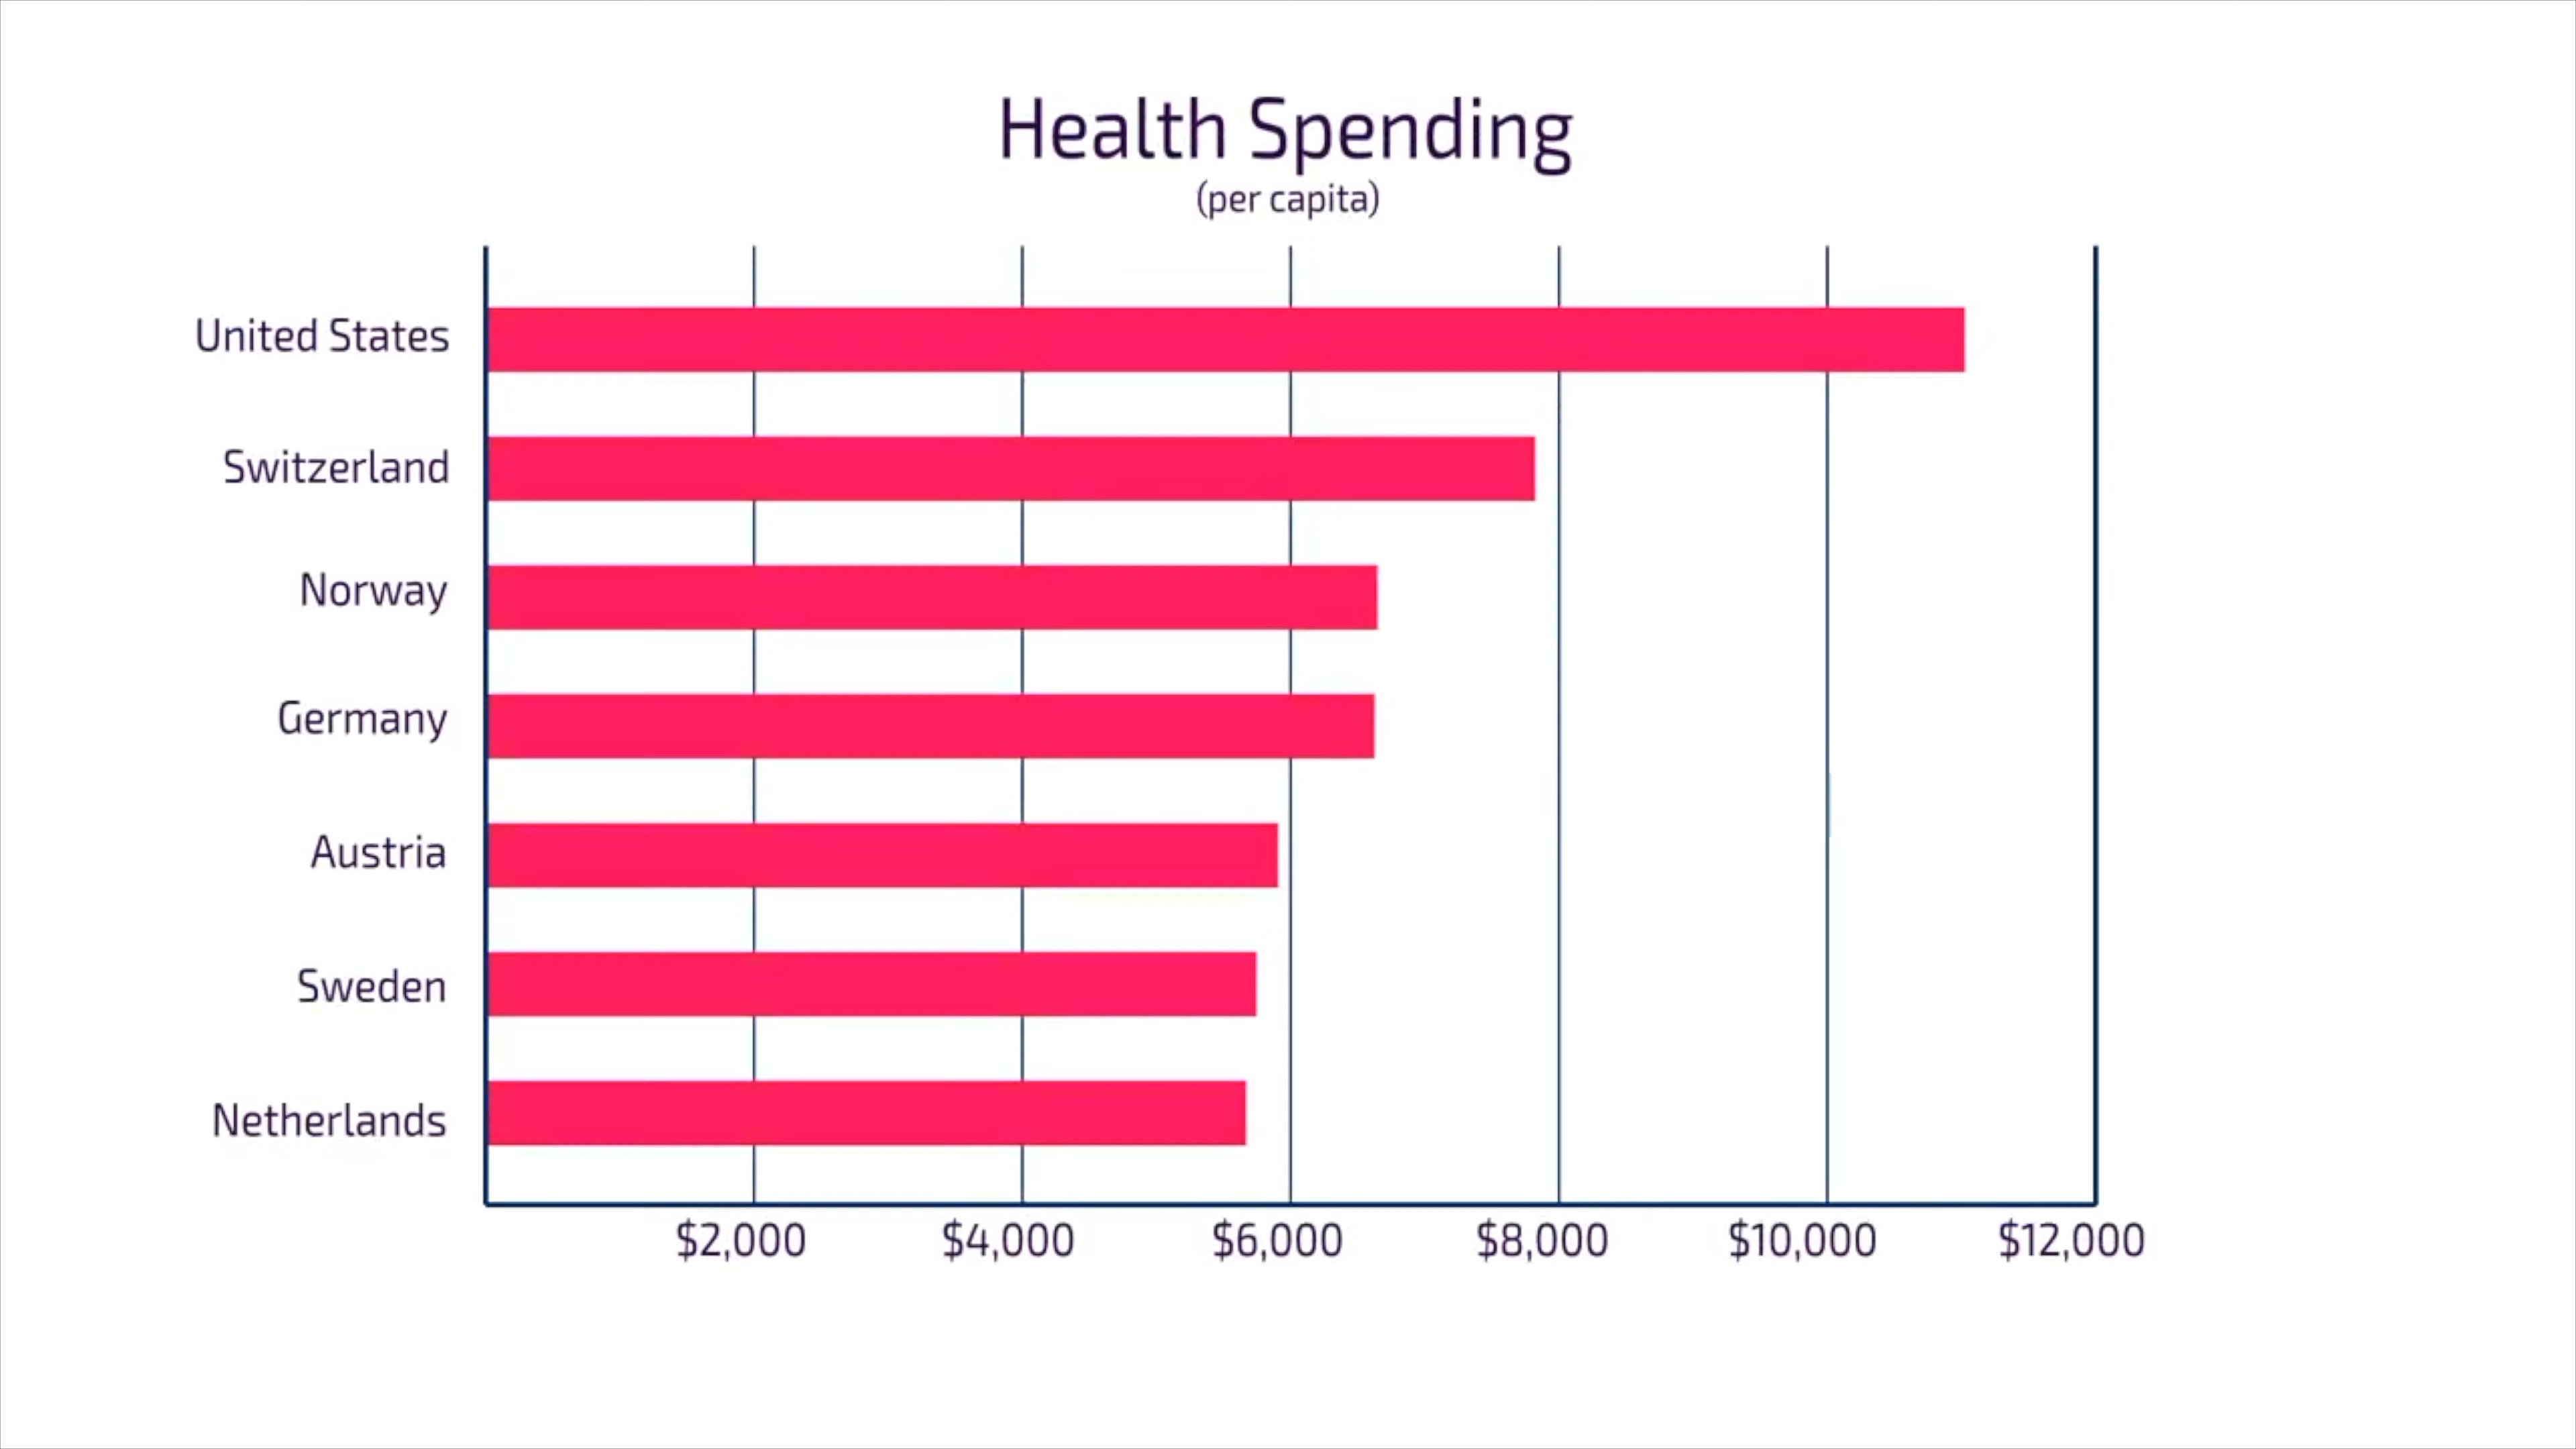 Health Spending
(per capita)
United States
Switzerland
Norway
Germany
Austria
Sweden
Netherlands
$2,000 $4,000 $6,000 $8,000 $10,000 $12,000